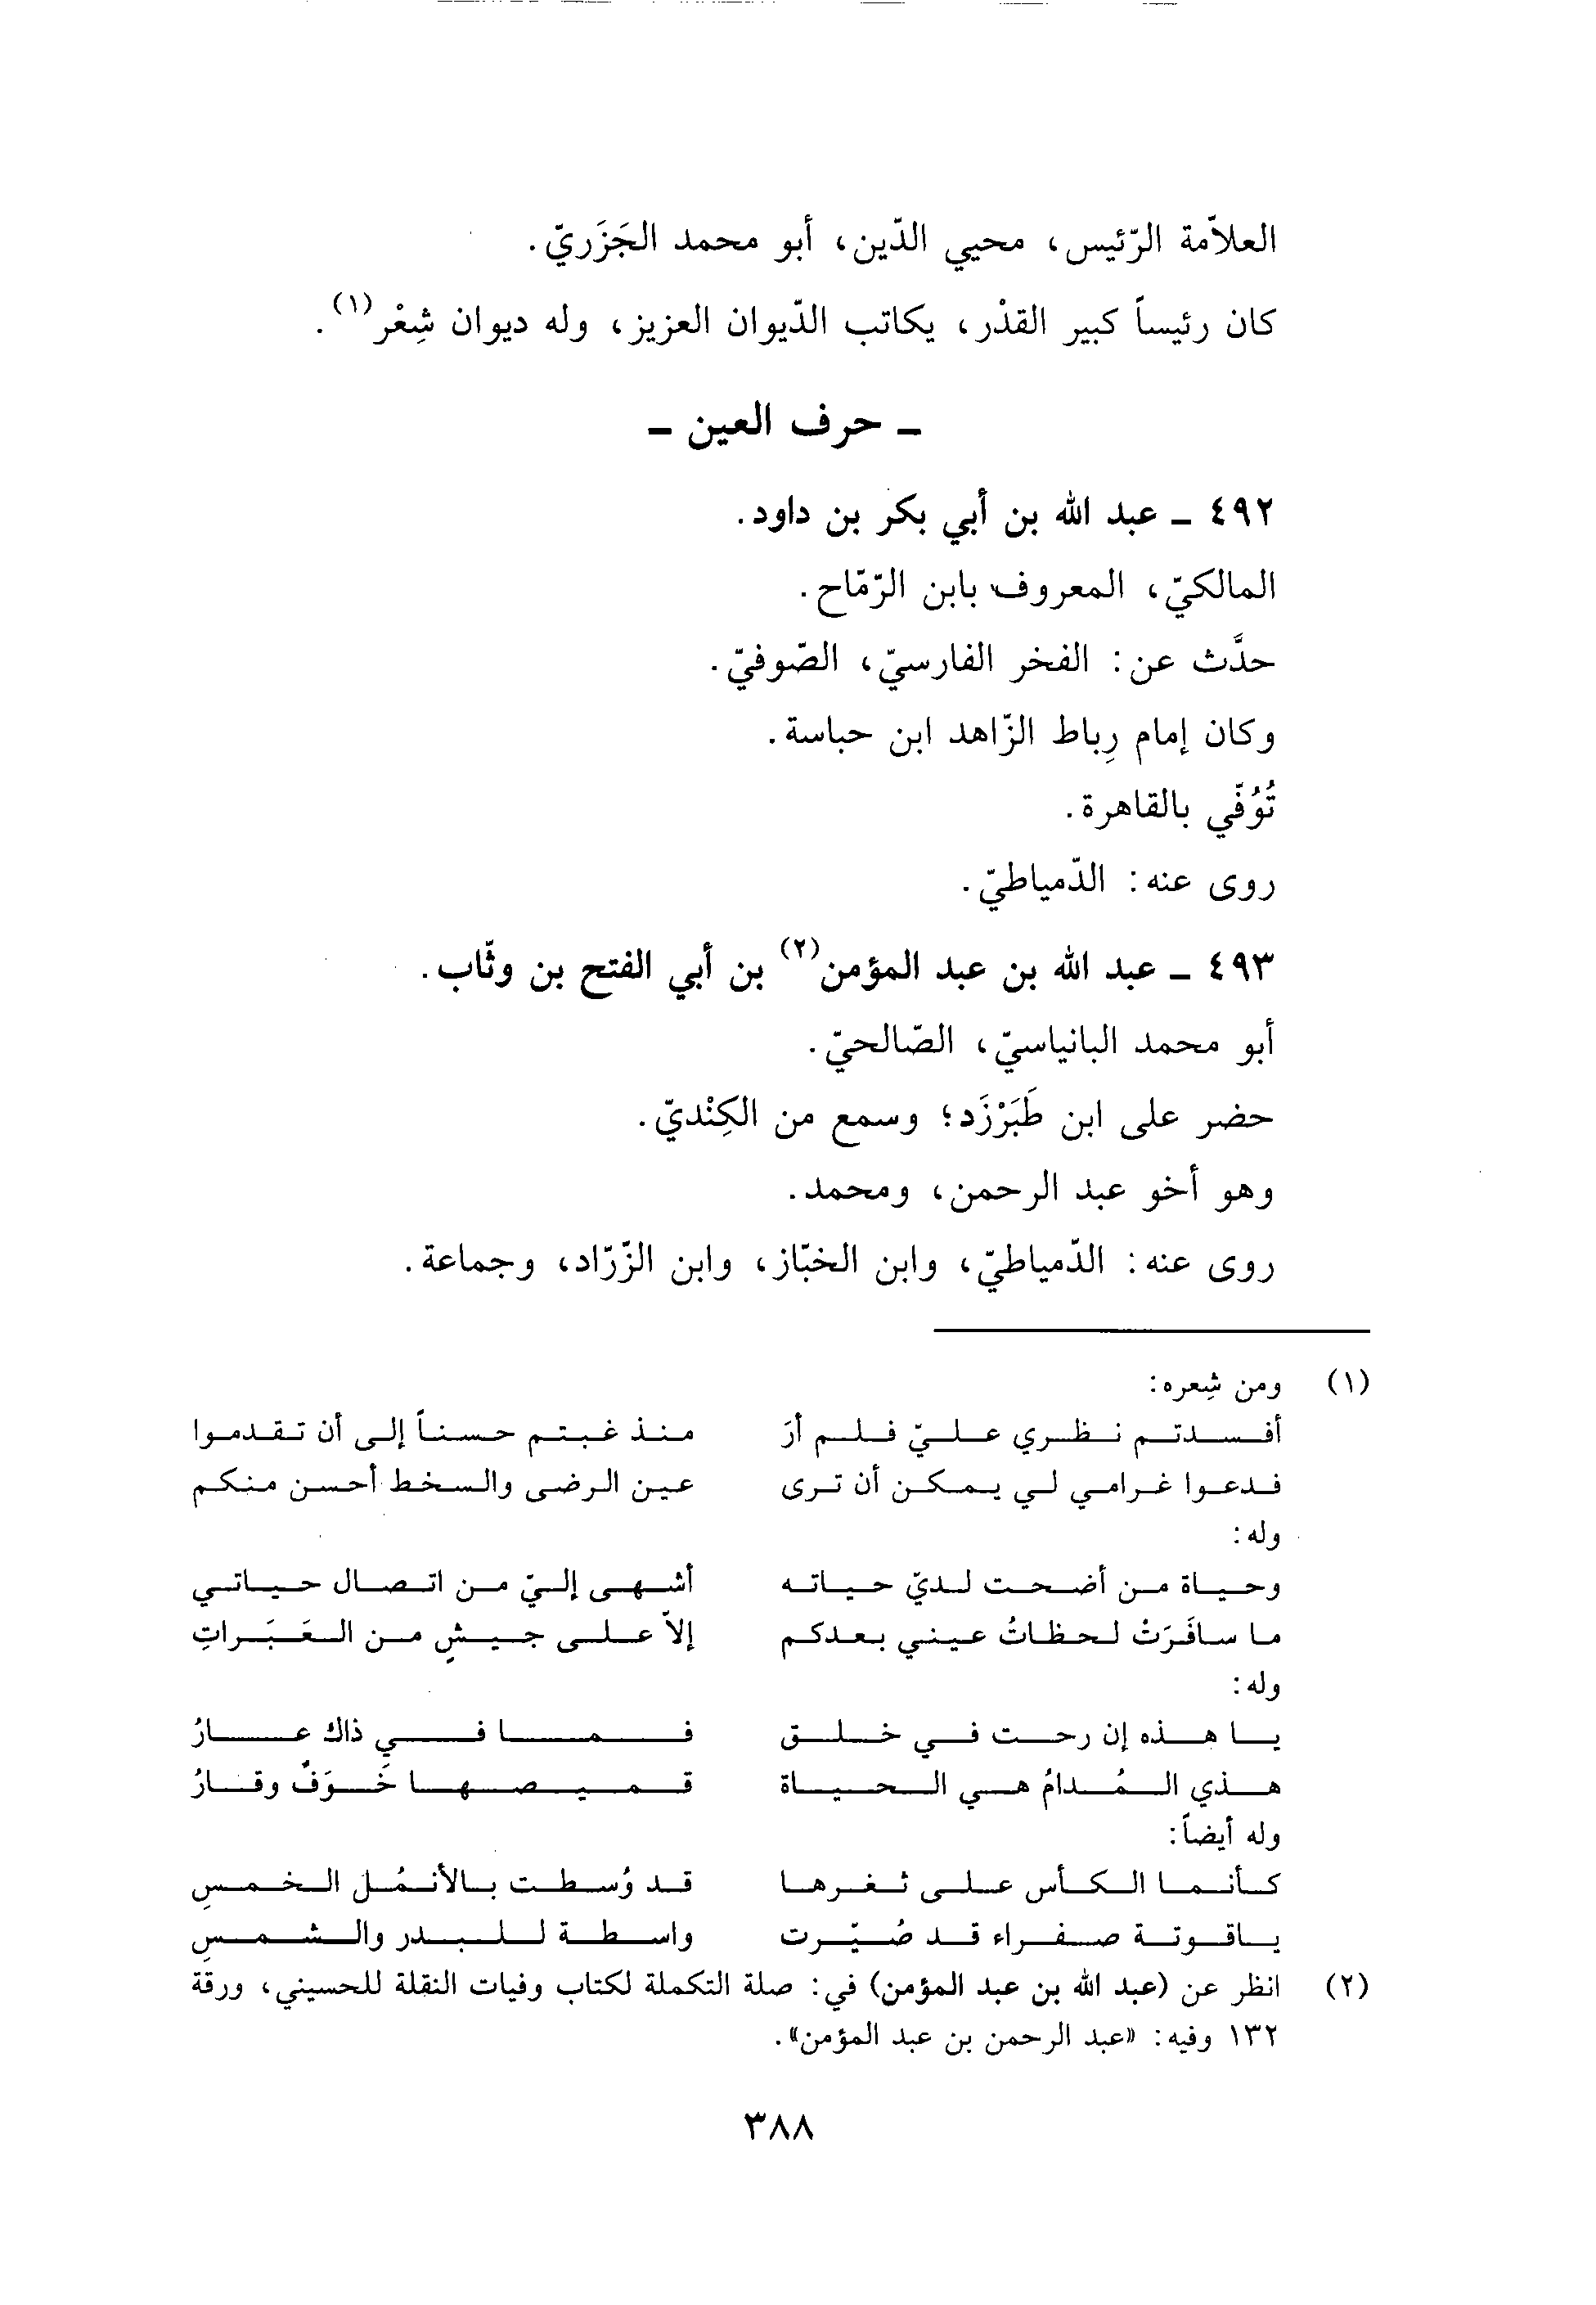 العلاّمة الرّئيس، محيي الدّين، أبو محمد الجَزَريّ.
كان رئيساً كبير القدْر، يكاتب الدّيوان العزيز، وله ديوان شِعْر(١).
ـ حرف العين ـ
٤٩٢ ـ عبد الله بن أبي بكر بن داود.
المالكيّ، المعروف بابن الرّمّاح.
حدَّث عن: الفخر الفارسيّ، الصّوفيّ.
وكان إمام رِباط الزّاهد ابن حباسة.
تُوُفّي بالقاهرة.
روى عنه: الدّمياطيّ.
٤٩٣ ـ عبد الله بن عبد المؤمن(٢) بن أبي الفتح بن وثّاب.
أبو محمد البانياسيّ، الصّالحيّ.
حضر على ابن طَبَرْزَد؛ وسمع من الكِنْديّ.
وهو أخو عبد الرحمن، ومحمد.
روى عنه: الدّمياطيّ، وابن الخبّاز، وابن الزّرّاد، وجماعة.
(١) ومن شِعره:
أفسدتم نظري عليّ فلم أرَ منذ غبتم حسناً إلى أن تقدموا
فدعوا غرامي لي يمكن أن ترى عين الرضى والسخط أحسن منكم
وله:
وحياة من أضحت لديّ حياته أشهى إليّ من اتصال حياتي
ما سافَرَتْ لحظاتُ عيني بعدكم إلاّ على جيشٍ من العَبَراتِ
وله:
يا هذه إن رحت في خلق فما في ذاك عارُ
هذي المُدامُ هي الحياة قميصها خَوَفٌ وقارُ
وله أيضاً:
كأنما الكأس على ثغرها قد وُسطت بالأنمُل الخمسِ
ياقوتة صفراء قد صُيّرت واسطة للبدر والشمسِ
(٢) انظر عن (عبد الله بن عبد المؤمن) في: صلة التكملة لكتاب وفيات النقلة للحسيني، ورقة
١٣٢ وفيه: «عبد الرحمن بن عبد المؤمن».
٣٨٨